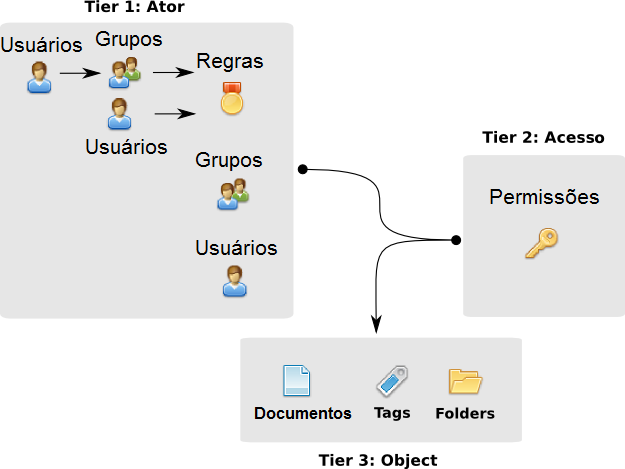 Tier 1: Ator
Usuários
Grupos
Regras
Usuários
Grupos
Usuários
Tier 2: Acesso
Permissões
Documentos
Tags
Folders
Tier 3: Object